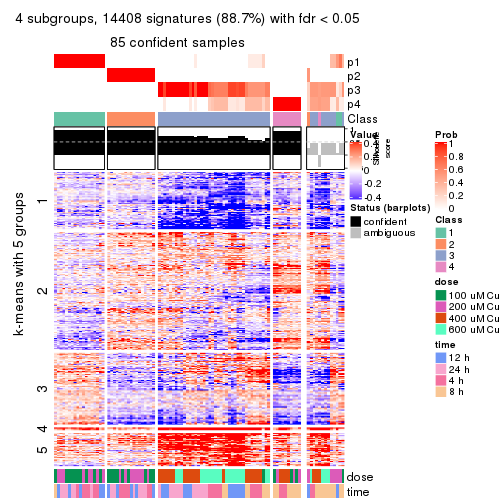 4 subgroups, 14408 signatures (88.7%) with fdr < 0.05
85 confident samples
p1
p2
p3
p4
Class
Silhouette
score
k-means with 5 groups
1
2
3
4
5
dose
time
Value
0.4
0.2
0
-0.2
-0.4
Status (barplots)
confident
ambiguous
Prob
1
0.8
0.6
0.4
0.2
0
Class
1
2
3
4
dose
100 uM Cu
200 uM Cu
400 uM Cu
600 uM Cu
time
12 h
24 h
4 h
8 h